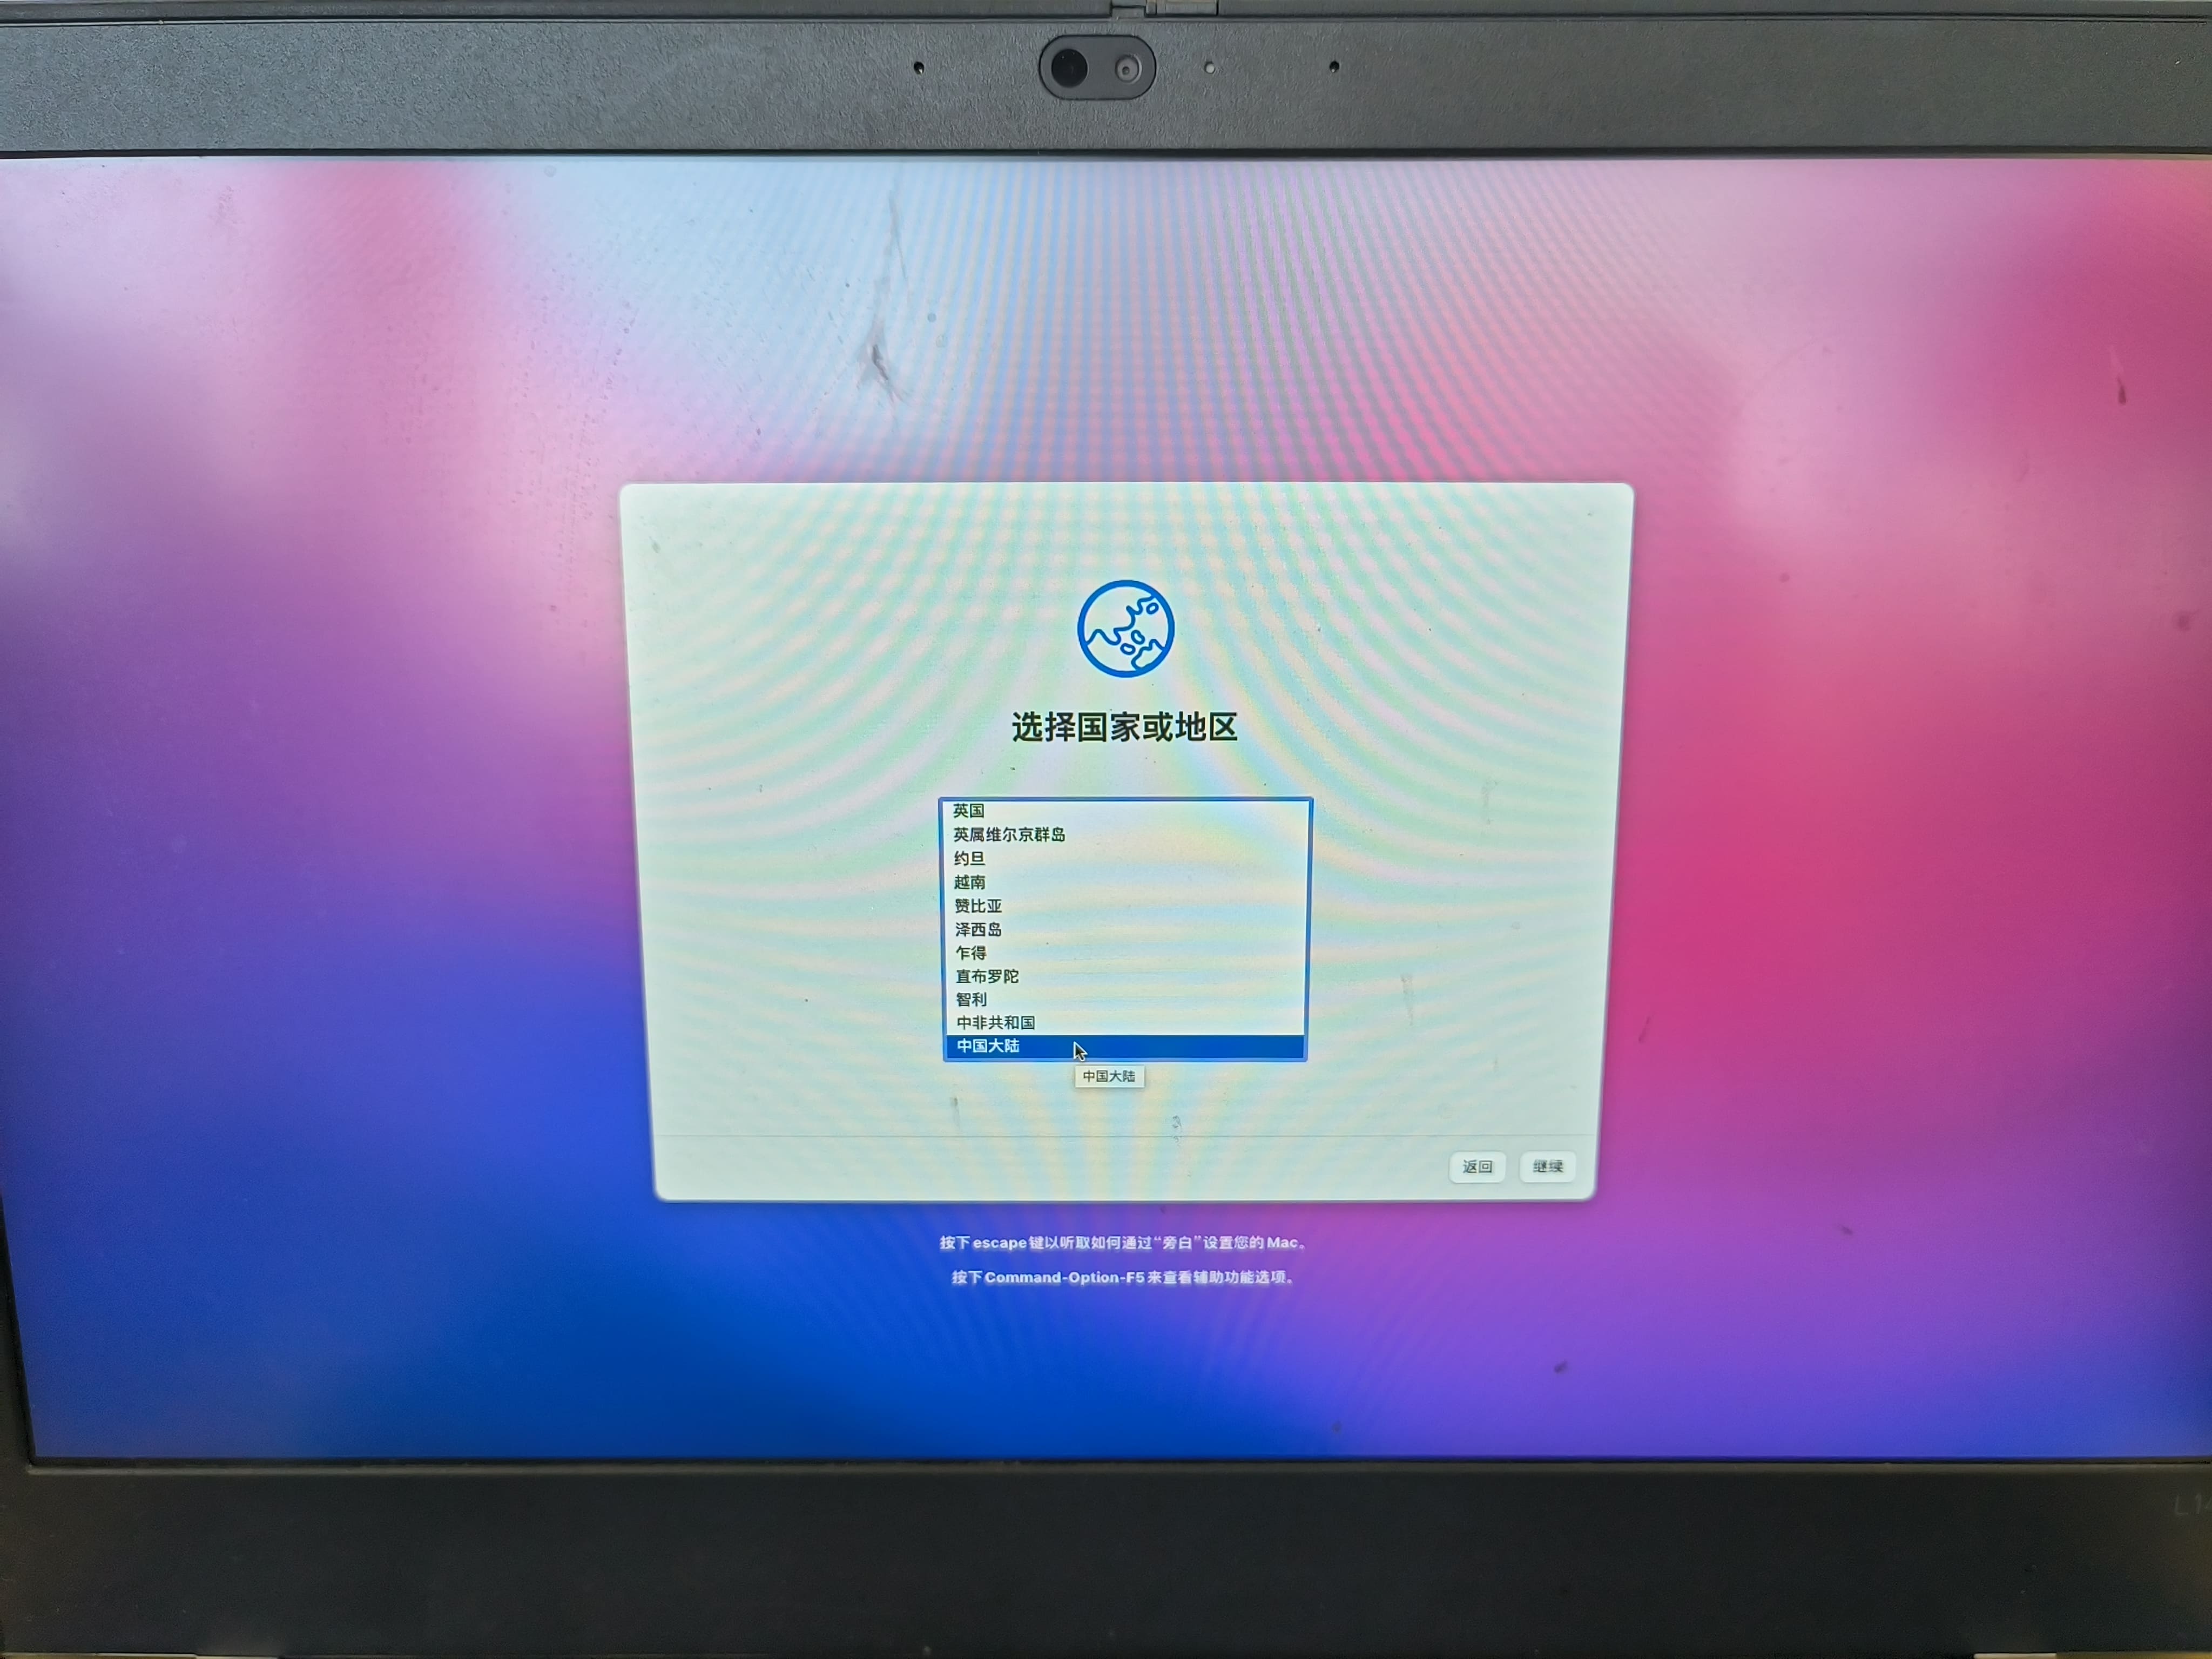 选择国家或地区
英国
英属维尔京群岛
约旦
越南
赞比亚
泽西岛
乍得
直布罗陀
智利
中非共和国
中国大陆
中国大陆
返回 继续
按下escape键以听取如何通过“旁白”设置您的Mac。
按下Command-Option-F5来查看辅助功能选项。